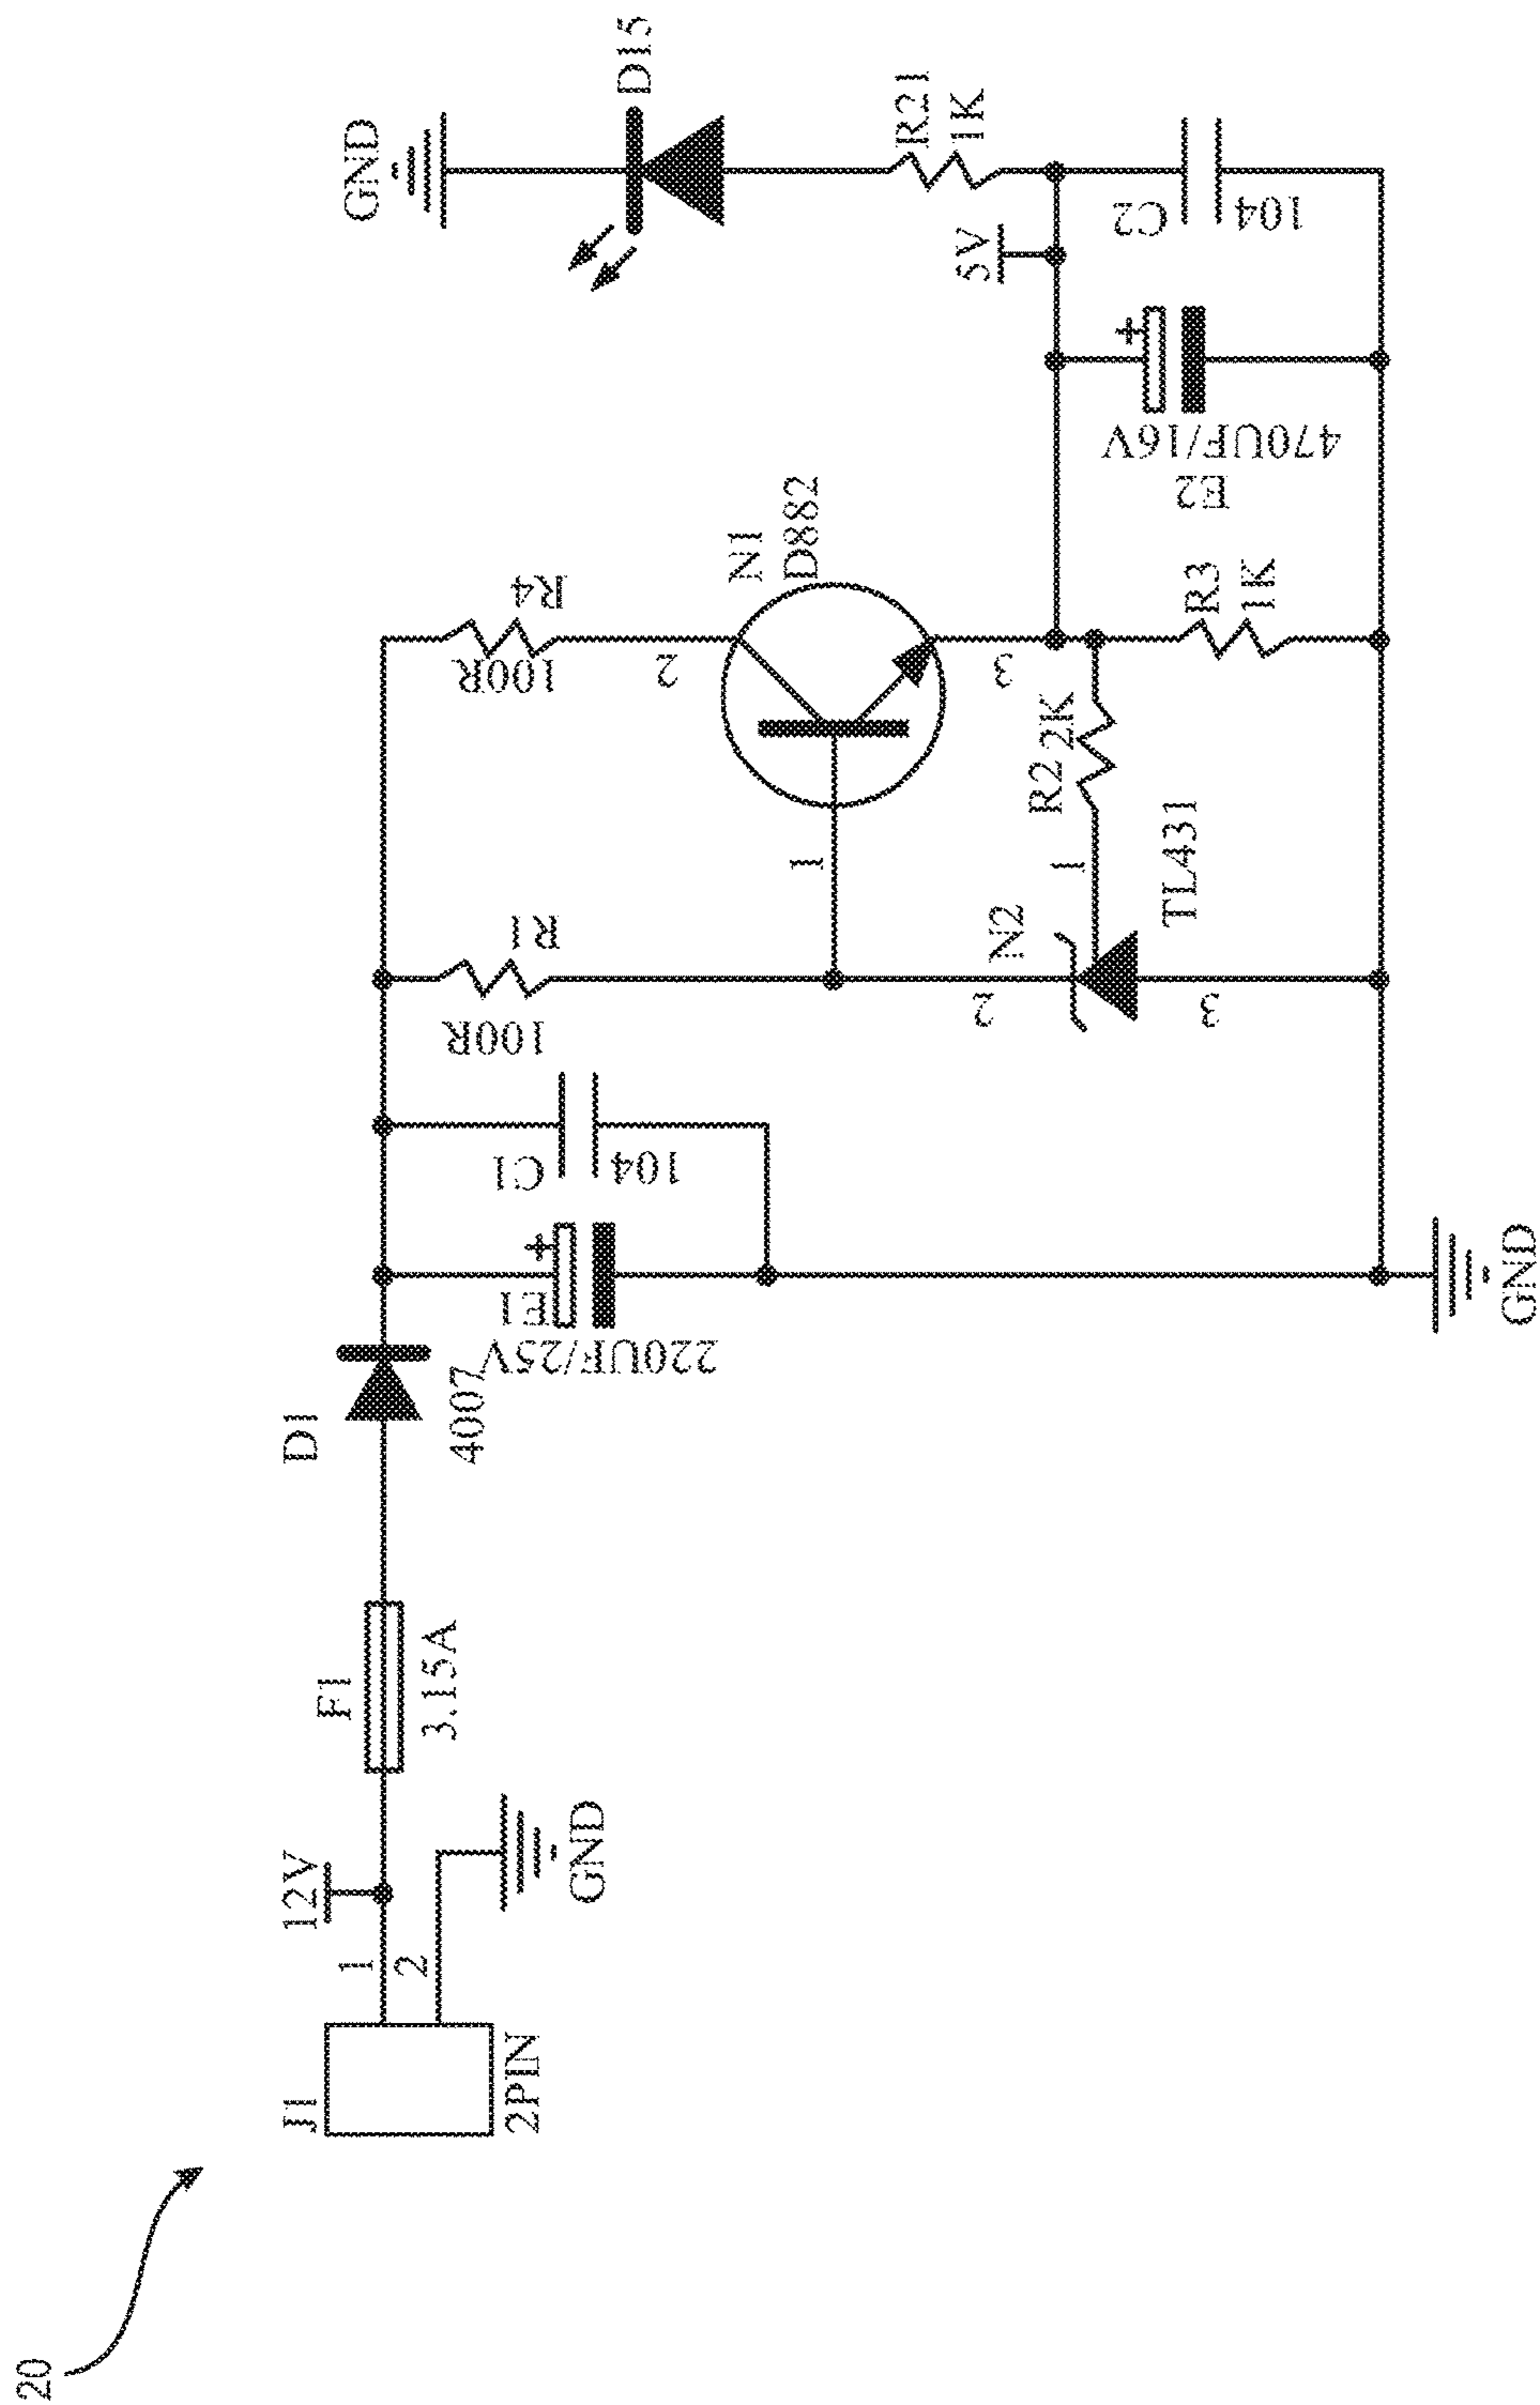 20
J1
2PIN
1
2
12V
GND
F1
3.15A
D1
4007
E1
220UF/25V
C1
104
R1
100R
R4
100R
2
N1
D882
1
3
N2
2
1
3
TL431
R2
2K
R3
1K
E2
470UF/16V
5V
C2
104
R21
1K
D15
GND
GND